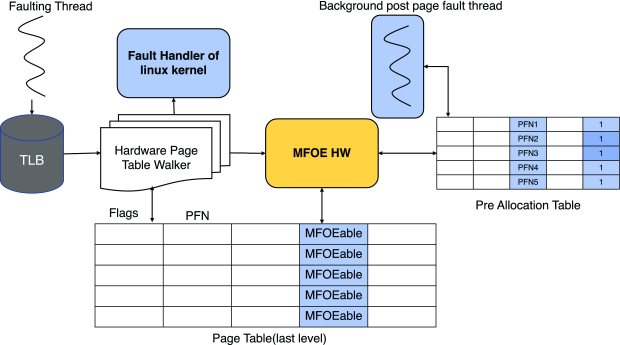 Faulting Thread
Background post page fault thread
Fault Handler of
linux kernel
TLB
Hardware Page
Table Walker
MFOE HW
PFN1 1
PFN2 1
PFN3 1
PFN4 1
PFN5 1
Pre Allocation Table
Flags PFN
MFOEable
MFOEable
MFOEable
MFOEable
MFOEable
Page Table(last level)